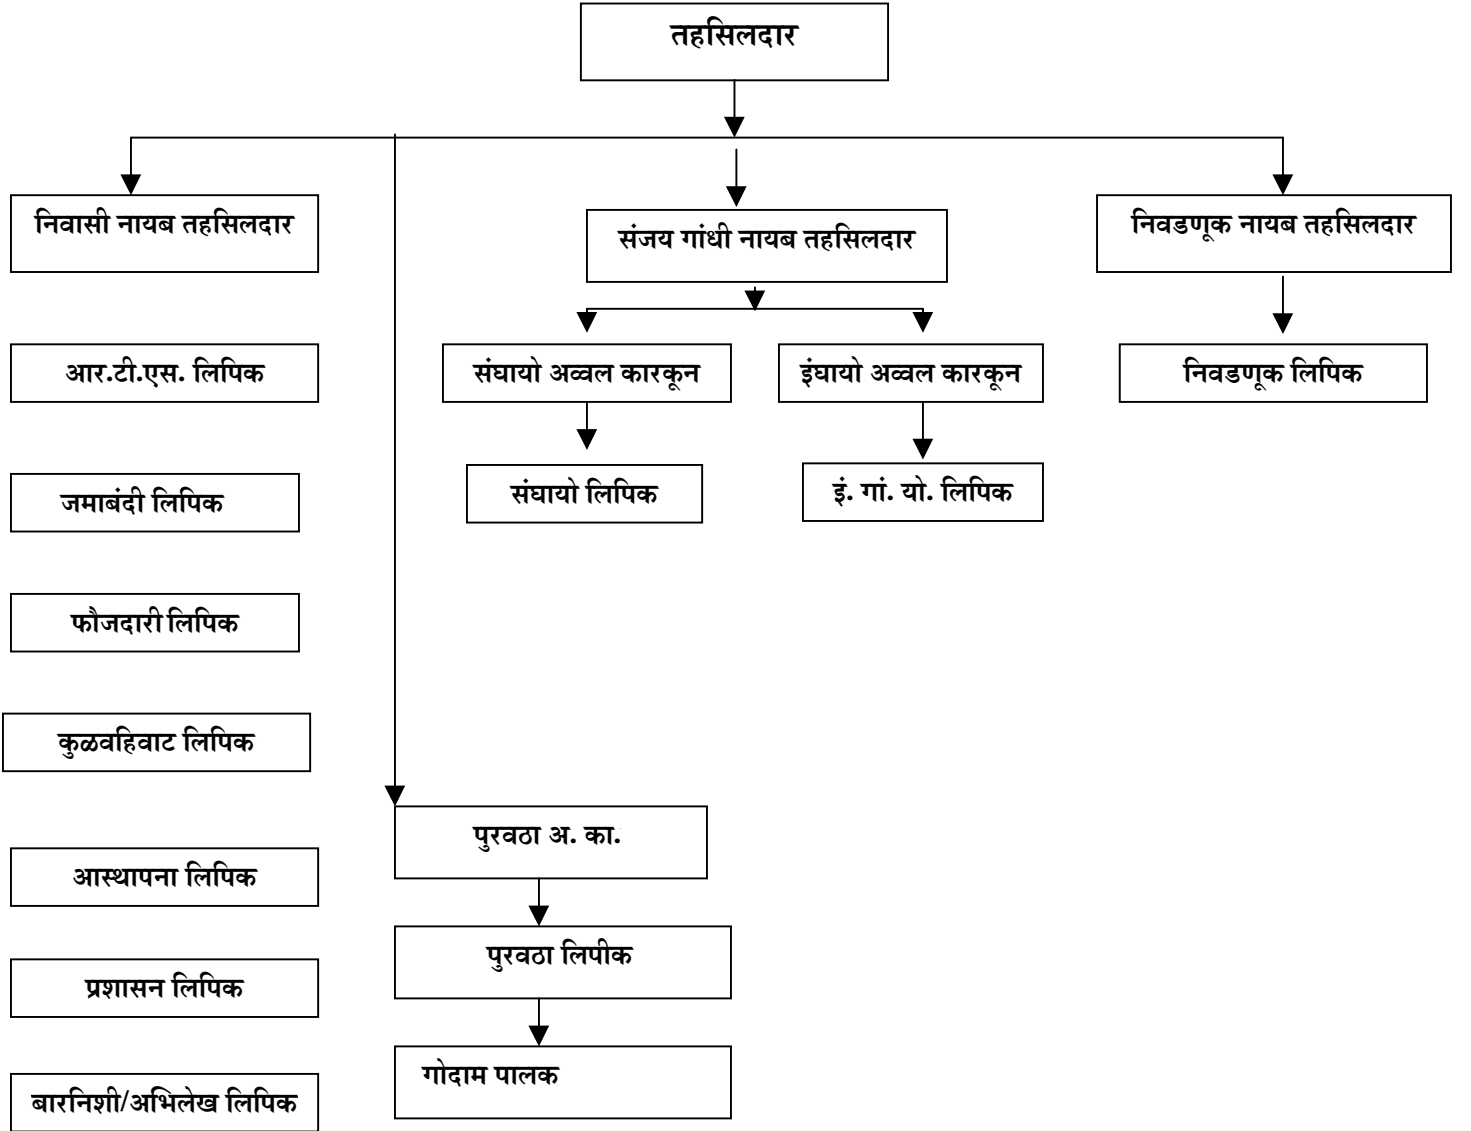 तहसिलदार
निवासी नायब तहसिलदार
संजय गांधी नायब तहसिलदार
निवडणूक नायब तहसिलदार
आर.टी.एस. लिपिक
संघायो अव्वल कारकून
इंघायो अव्वल कारकून
निवडणूक लिपिक
जमाबंदी लिपिक
संघायो लिपिक
इं. गां. यो. लिपिक
फौजदारी लिपिक
कुळवहिवाट लिपिक
पुरवठा अ. का.
आस्थापना लिपिक
पुरवठा लिपीक
प्रशासन लिपिक
गोदाम पालक
बारनिशी/अभिलेख लिपिक